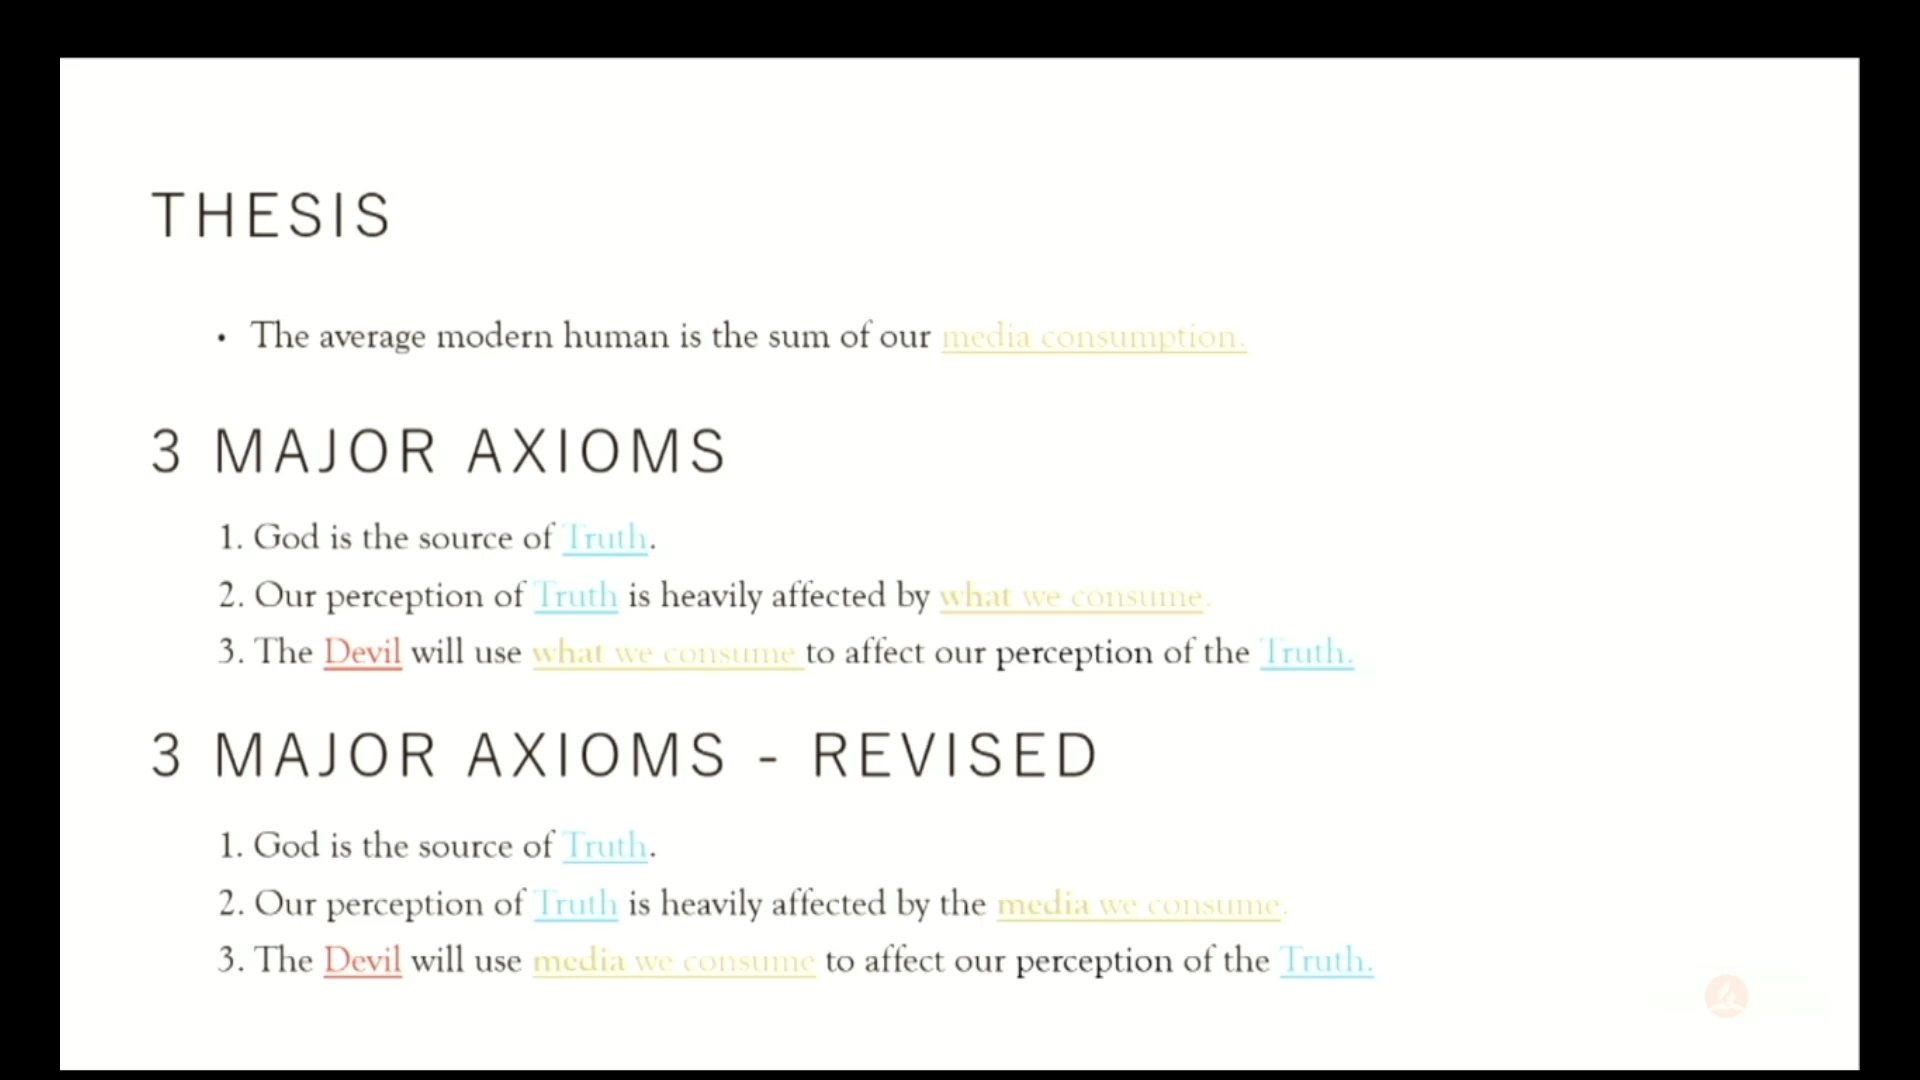 THESIS
• The average modern human is the sum of our media consumption.
3 MAJOR AXIOMS
1. God is the source of Truth.
2. Our perception of Truth is heavily affected by what we consume.
3. The Devil will use what we consume to affect our perception of the Truth.
3 MAJOR AXIOMS - REVISED
1. God is the source of Truth.
2. Our perception of Truth is heavily affected by the media we consume.
3. The Devil will use media we consume to affect our perception of the Truth.